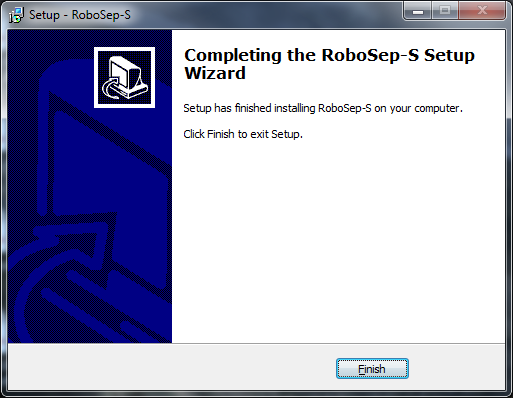 Setup - RoboSep-S
Completing the RoboSep-S Setup
Wizard
Setup has finished installing RoboSep-S on your computer.
Click Finish to exit Setup.
Finish